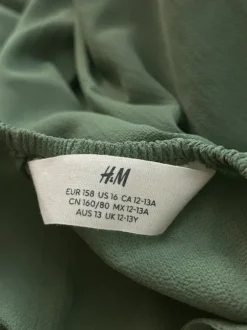 H&M
EUR 158 US 16 CA 12-13A
CN 160/80 MX 12-13A
AUS 13 UK 12-13Y